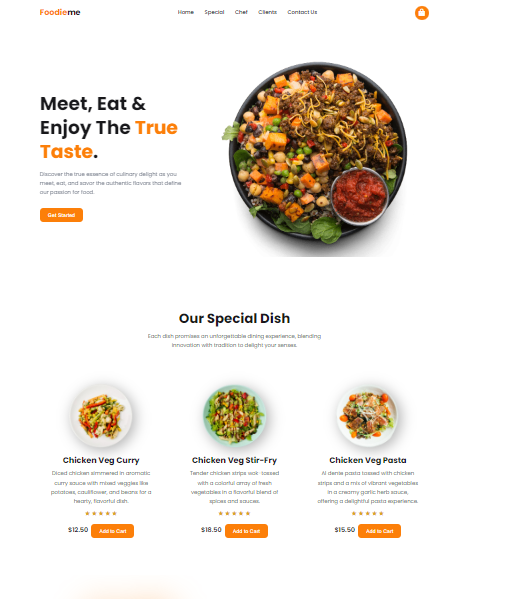 Foodieme
Home Special Chef Clients Contact Us
Meet, Eat &
Enjoy The True
Taste.
Discover the true essence of culinary delight as you
meet, eat, and savor the authentic flavors that define
our passion for food.
Get Started
Our Special Dish
Each dish promises an unforgettable dining experience, blending
innovation with tradition to delight your senses.
Chicken Veg Curry
Diced chicken simmered in aromatic
curry sauce with mixed veggies like
potatoes, cauliflower, and beans for a
hearty, flavorful dish.
$12.50 Add to Cart
Chicken Veg Stir-Fry
Tender chicken strips wok-tossed
with a colorful array of fresh
vegetables in a flavorful blend of
spices and sauces.
$18.50 Add to Cart
Chicken Veg Pasta
Al dente pasta tossed with chicken
strips and a mix of vibrant vegetables
in a creamy garlic herb sauce,
offering a delightful pasta experience.
$15.50 Add to Cart